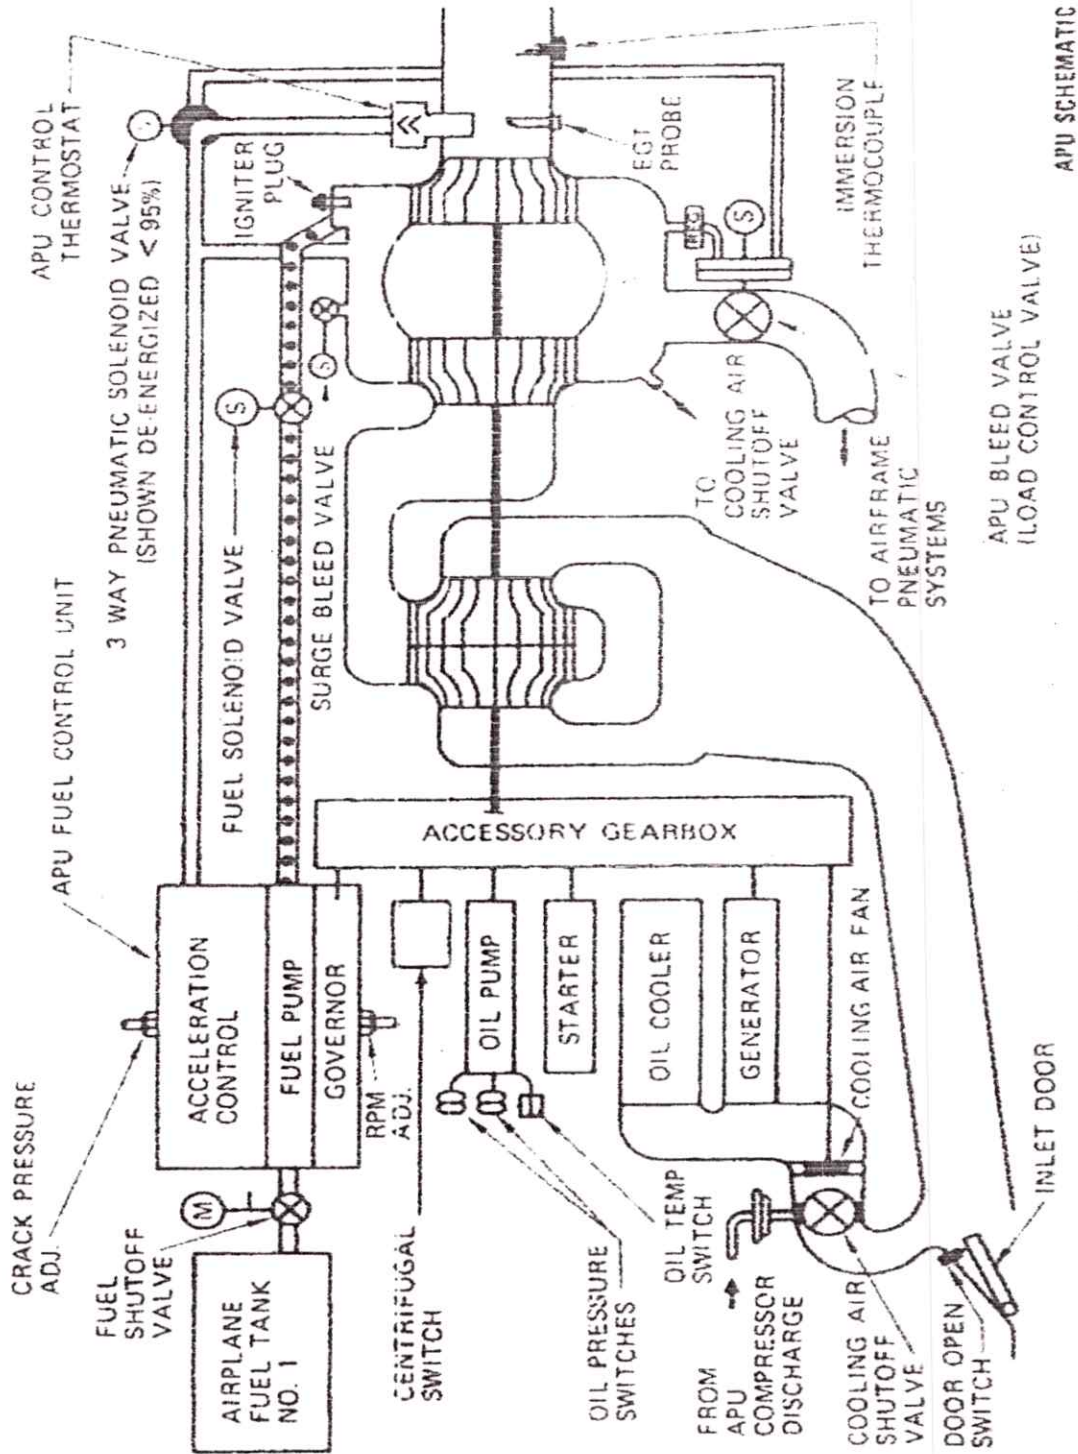 APU CONTROL
THERMOSTAT
3 WAY PNEUMATIC SOLENOID VALVE
(SHOWN DE-ENERGIZED < 95%)
IGNITER
PLUG
APU FUEL CONTROL UNIT
FUEL SOLENOID VALVE
S
S
SURGE BLEED VALVE
CRACK PRESSURE
ADJ.
ACCELERATION
CONTROL
FUEL PUMP
GOVERNOR
RPM
ADJ.
M
FUEL
SHUTOFF
VALVE
AIRPLANE
FUEL TANK
NO. 1
CENTRIFUGAL
SWITCH
ACCESSORY GEARBOX
OIL PUMP
STARTER
OIL COOLER
GENERATOR
COOLING AIR FAN
OIL PRESSURE
SWITCHES
OIL TEMP
SWITCH
FROM
APU
COMPRESSOR
DISCHARGE
COOLING AIR
SHUTOFF
VALVE
DOOR OPEN
SWITCH
INLET DOOR
EGT
PROBE
REG
S
IMMERSION
THERMOCOUPLE
TO
COOLING AIR
SHUTOFF
VALVE
TO AIRFRAME
PNEUMATIC
SYSTEMS
APU BLEED VALVE
(LOAD CONTROL VALVE)
APU SCHEMATIC